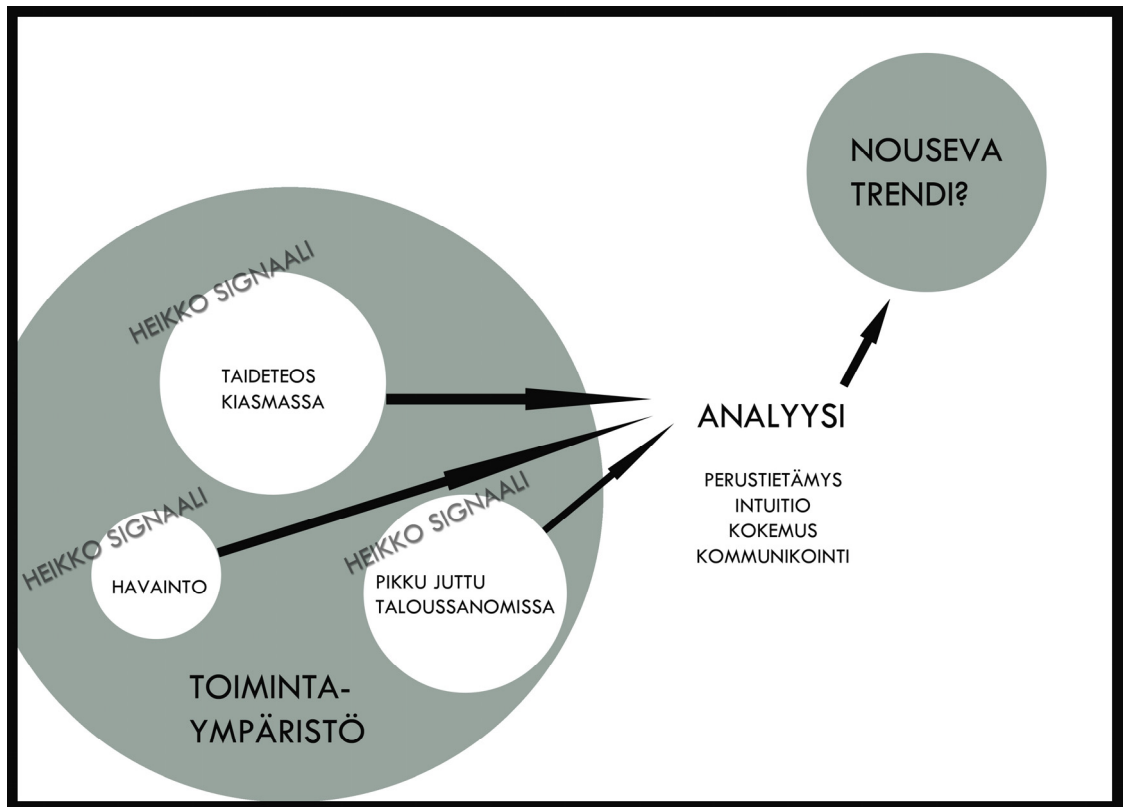 NOUSEVA
TRENDI?
HEIKKO SIGNAALI
TAIDETEOS
KIASMASSA
ANALYYSI
PERUSTIETÄMYS
INTUITIO
KOKEMUS
KOMMUNIKOINTI
HEIKKO SIGNAALI
HAVAINTO
HEIKKO SIGNAALI
PIKKU JUTTU
TALOUSSANOMISSA
TOIMINTA-
YMPÄRISTÖ